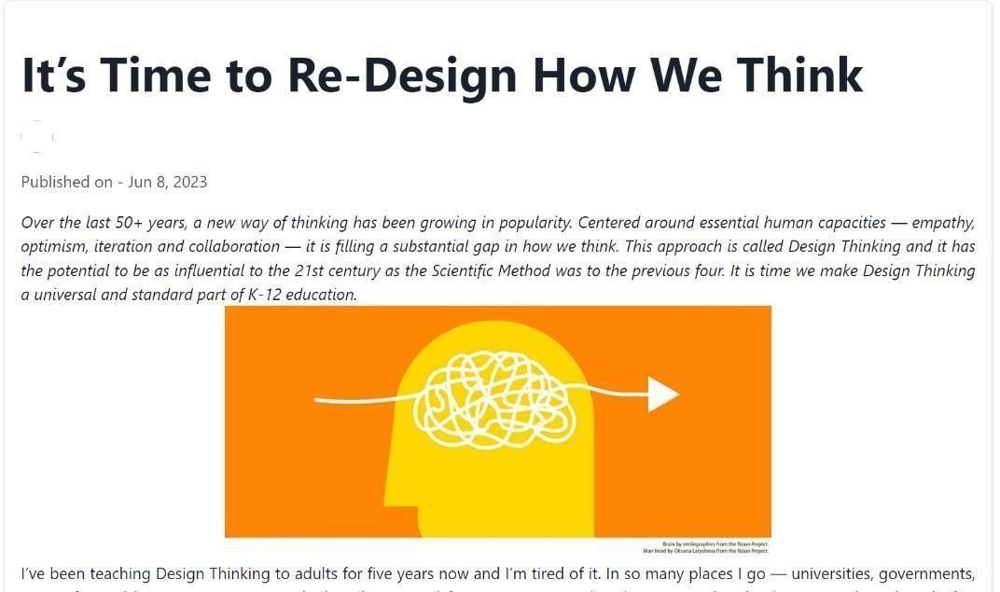 It’s Time to Re-Design How We Think
Published on - Jun 8, 2023
Over the last 50+ years, a new way of thinking has been growing in popularity. Centered around essential human capacities — empathy,
optimism, iteration and collaboration — it is filling a substantial gap in how we think. This approach is called Design Thinking and it has
the potential to be as influential to the 21st century as the Scientific Method was to the previous four. It is time we make Design Thinking
a universal and standard part of K-12 education.
Brain by emilegraphics from the Noun Project.
Man head by Oksana Latysheva from the Noun Project.
I’ve been teaching Design Thinking to adults for five years now and I’m tired of it. In so many places I go — universities, governments,